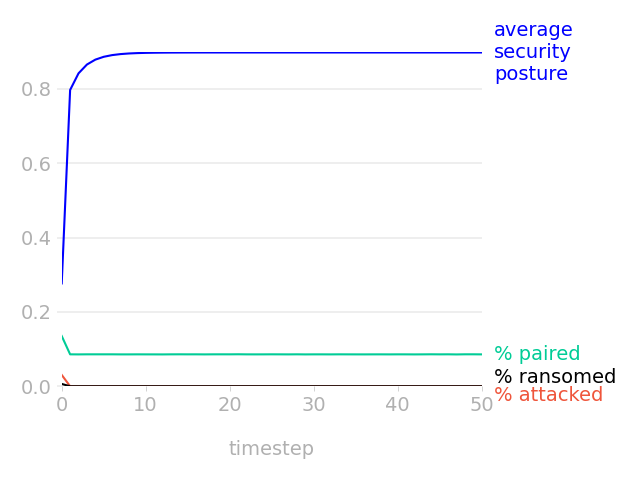 average
security
posture
0.8
0.6
0.4
0.2
% paired
% ransomed
0.0
% attacked
0 10 20 30 40 50
timestep